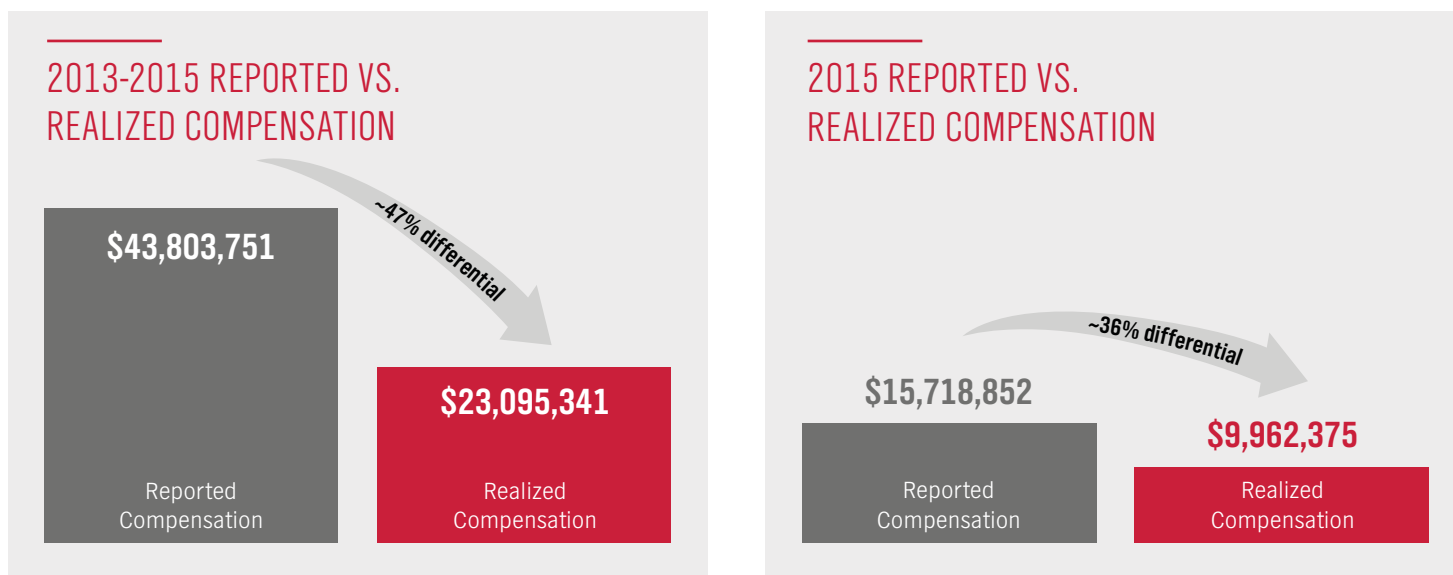 2013-2015 REPORTED VS.
REALIZED COMPENSATION
~47% differential
$43,803,751
Reported
Compensation
$23,095,341
Realized
Compensation
2015 REPORTED VS.
REALIZED COMPENSATION
~36% differential
$15,718,852
Reported
Compensation
$9,962,375
Realized
Compensation